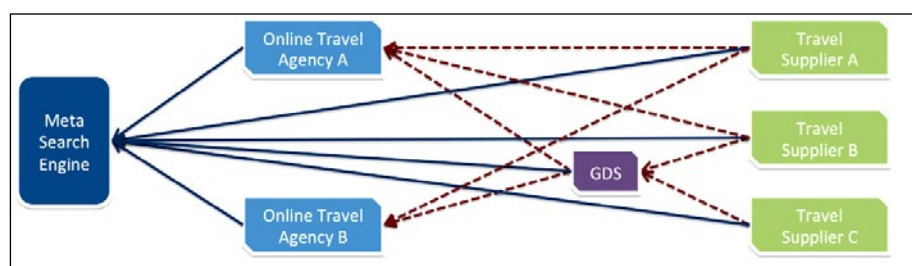 Online Travel
Agency A
Travel
Supplier A
Meta
Search
Engine
Travel
Supplier B
GDS
Online Travel
Agency B
Travel
Supplier C